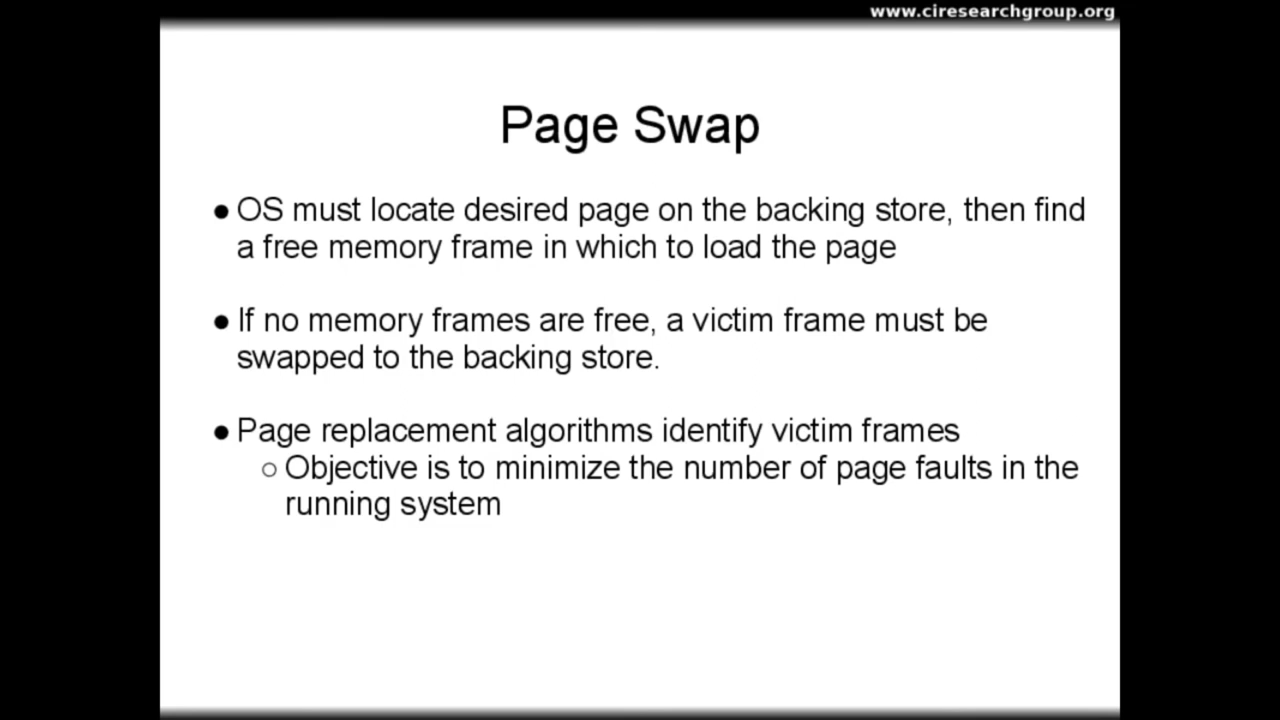 www.ciresearchgroup.org
Page Swap
● OS must locate desired page on the backing store, then find
a free memory frame in which to load the page
● If no memory frames are free, a victim frame must be
swapped to the backing store.
● Page replacement algorithms identify victim frames
○ Objective is to minimize the number of page faults in the
running system